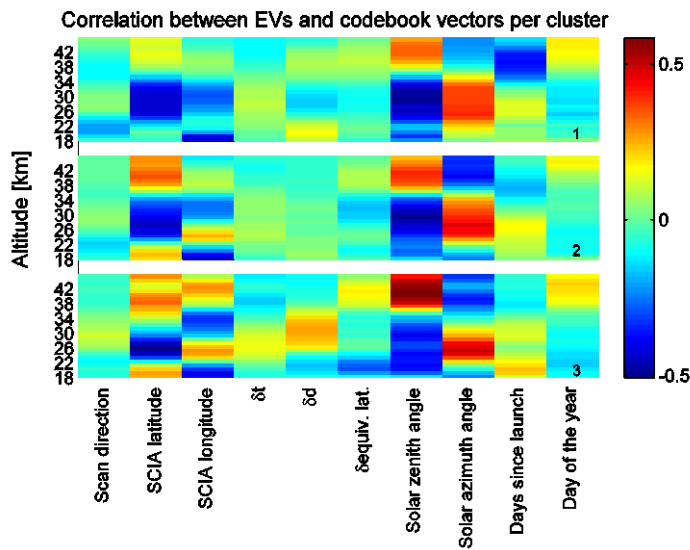 Correlation between EVs and codebook vectors per cluster
Altitude [km]
42
38
34
30
26
22
18
1
42
38
34
30
26
22
18
2
42
38
34
30
26
22
18
3
0.5
0
-0.5
Scan direction
SCIA latitude
SCIA longitude
δt
δd
δequiv. lat.
Solar zenith angle
Solar azimuth angle
Days since launch
Day of the year